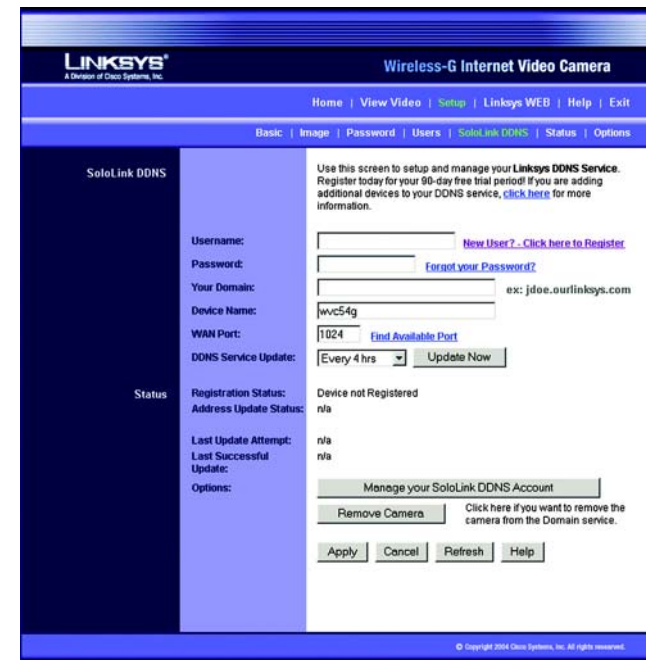 LINKSYS®
A Division of Cisco Systems, Inc.
Wireless-G Internet Video Camera
Home | View Video | Setup | Linksys WEB | Help | Exit
Basic | Image | Password | Users | SoloLink DDNS | Status | Options
SoloLink DDNS
Use this screen to setup and manage your Linksys DDNS Service.
Register today for your 90-day free trial period! If you are adding
additional devices to your DDNS service, click here for more
information.
Username:
New User? - Click here to Register
Password:
Forgot your Password?
Your Domain:
ex: jdoe.ourlinksys.com
Device Name:
wvc54g
WAN Port:
1024
Find Available Port
DDNS Service Update:
Every 4 hrs
Update Now
Status
Registration Status:
Device not Registered
Address Update Status:
n/a
Last Update Attempt:
n/a
Last Successful
Update:
n/a
Options:
Manage your SoloLink DDNS Account
Remove Camera
Click here if you want to remove the
camera from the Domain service.
Apply
Cancel
Refresh
Help
© Copyright 2004 Cisco Systems, Inc. All rights reserved.